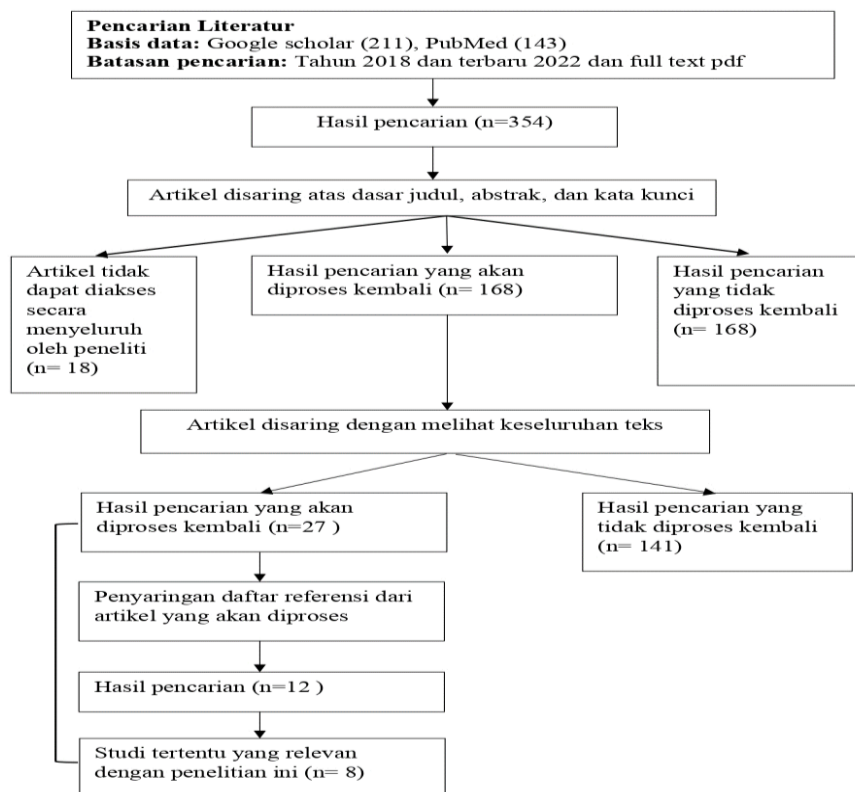 Pencarian Literatur
Basis data: Google scholar (211), PubMed (143)
Batasan pencarian: Tahun 2018 dan terbaru 2022 dan full text pdf
Hasil pencarian (n=354)
Artikel disaring atas dasar judul, abstrak, dan kata kunci
Artikel tidak
dapat diakses
secara
menyeluruh
oleh peneliti
(n= 18)
Hasil pencarian yang akan
diproses kembali (n= 168)
Hasil pencarian
yang tidak
diproses kembali
(n= 168)
Artikel disaring dengan melihat keseluruhan teks
Hasil pencarian yang akan
diproses kembali (n=27 )
Hasil pencarian yang
tidak diproses kembali
(n= 141)
Penyaringan daftar referensi dari
artikel yang akan diproses
Hasil pencarian (n=12 )
Studi tertentu yang relevan
dengan penelitian ini (n= 8)